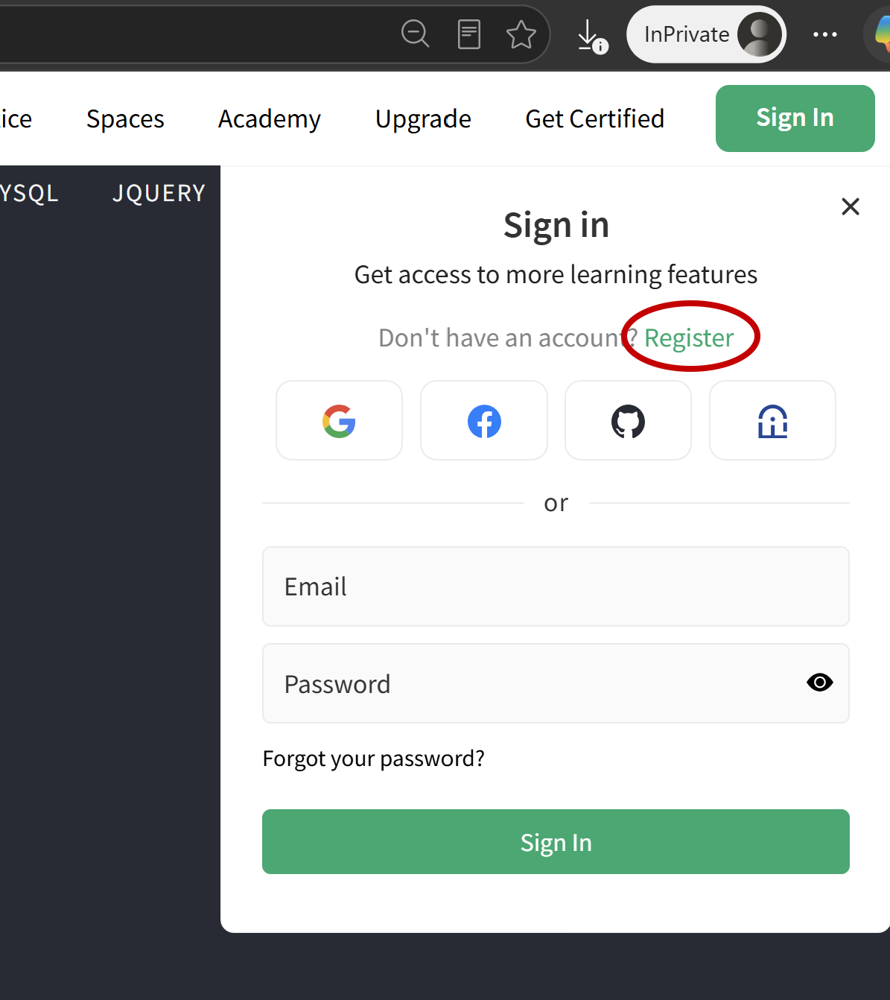 InPrivate
ice Spaces Academy Upgrade Get Certified Sign In
YSQL JQUERY
Sign in
Get access to more learning features
Don't have an account? Register
or
Email
Password
Forgot your password?
Sign In